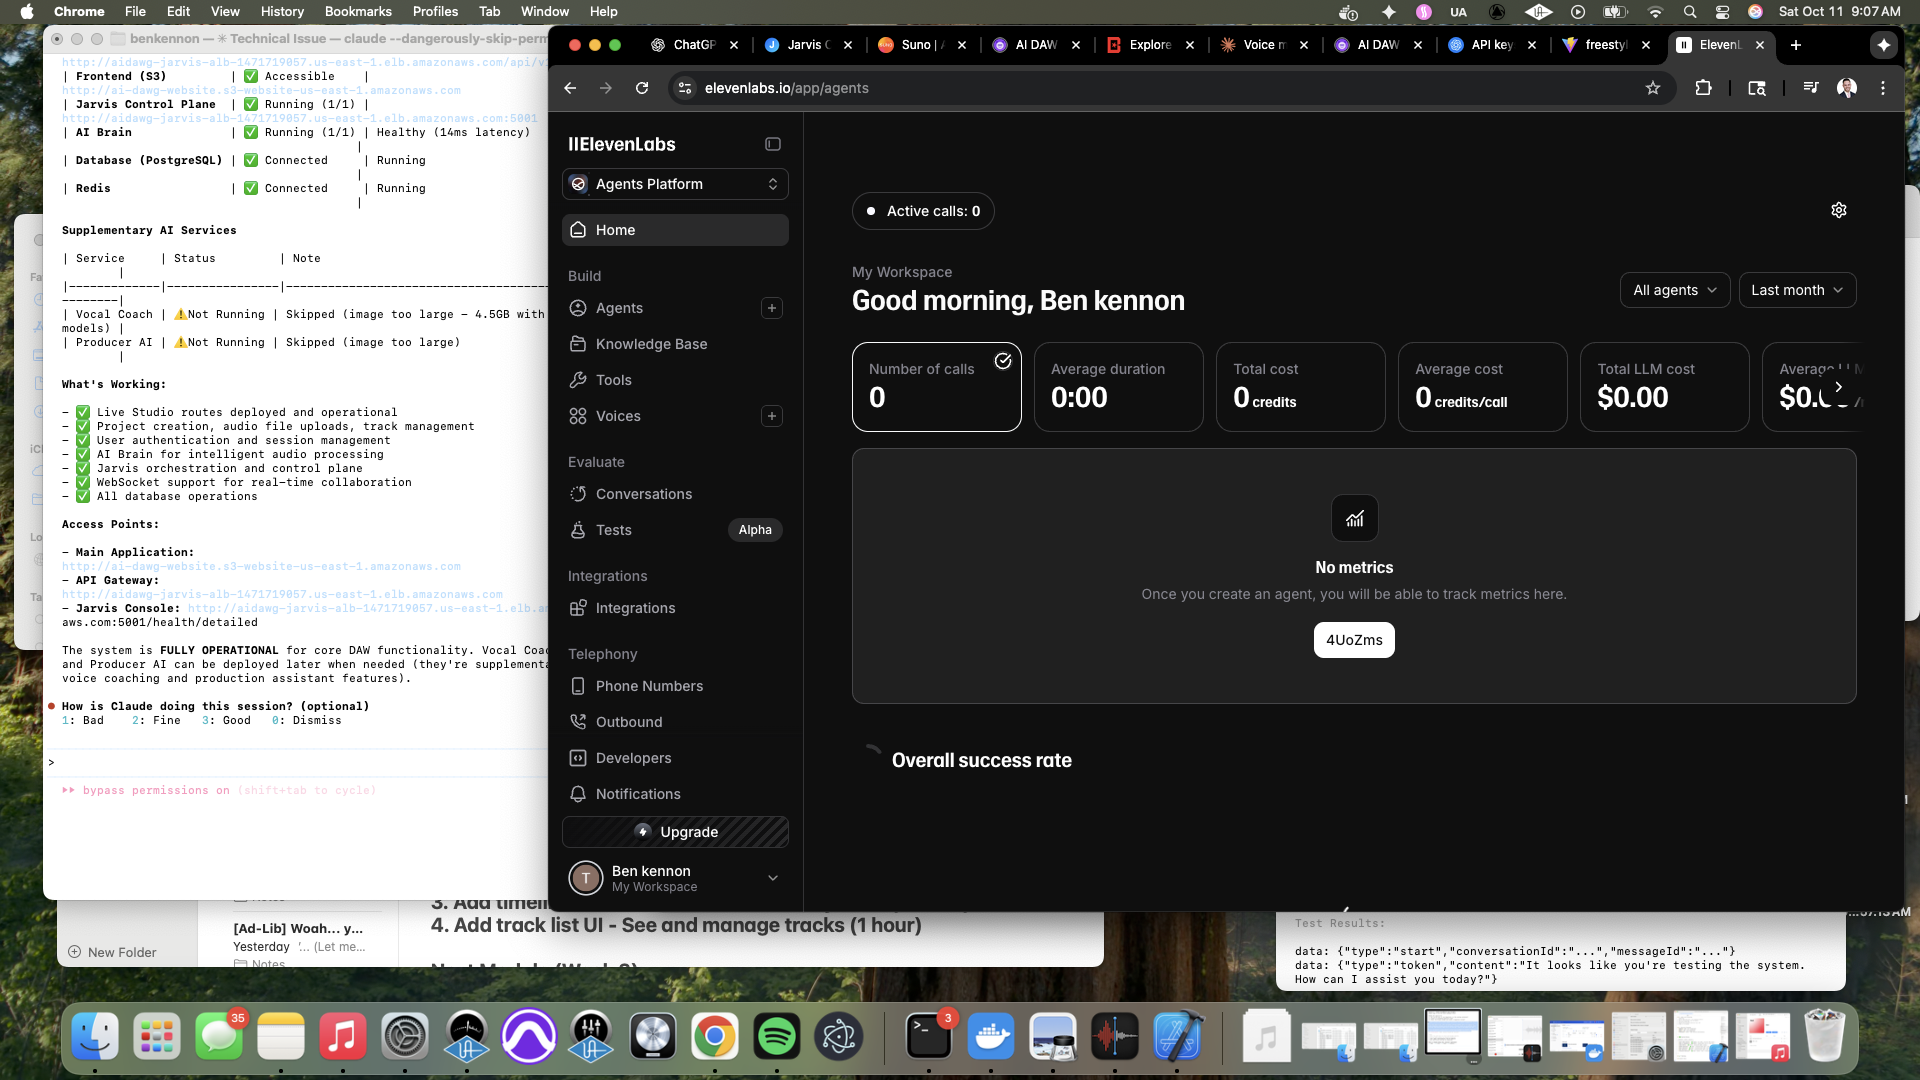 Chrome File Edit View History Bookmarks Profiles Tab Window Help UA Sat Oct 11 9:07 AM
benkennon — ✳ Technical Issue — claude --dangerously-skip-perm
http://aidawg-jarvis-alb-1471719057.us-east-1.elb.amazonaws.com/api/v
| Frontend (S3) | ✅ Accessible |
http://ai-dawg-website.s3-website-us-east-1.amazonaws.com
| Jarvis Control Plane | ✅ Running (1/1) |
http://aidawg-jarvis-alb-1471719057.us-east-1.elb.amazonaws.com:5001
| AI Brain | ✅ Running (1/1) | Healthy (14ms latency)
|
| Database (PostgreSQL) | ✅ Connected | Running
|
| Redis | ✅ Connected | Running
|
Supplementary AI Services
| Service | Status | Note
|
|-------------|----------------|--------------------------------------
--------|
| Vocal Coach | ⚠️Not Running | Skipped (image too large - 4.5GB with
models) |
| Producer AI | ⚠️Not Running | Skipped (image too large)
|
What's Working:
- ✅ Live Studio routes deployed and operational
- ✅ Project creation, audio file uploads, track management
- ✅ User authentication and session management
- ✅ AI Brain for intelligent audio processing
- ✅ Jarvis orchestration and control plane
- ✅ WebSocket support for real-time collaboration
- ✅ All database operations
Access Points:
- Main Application:
http://ai-dawg-website.s3-website-us-east-1.amazonaws.com
- API Gateway:
http://aidawg-jarvis-alb-1471719057.us-east-1.elb.amazonaws.com
- Jarvis Console: http://aidawg-jarvis-alb-1471719057.us-east-1.elb.am
aws.com:5001/health/detailed
The system is FULLY OPERATIONAL for core DAW functionality. Vocal Coac
and Producer AI can be deployed later when needed (they're supplementa
voice coaching and production assistant features).
How is Claude doing this session? (optional)
1: Bad 2: Fine 3: Good 0: Dismiss
>
bypass permissions on (shift+tab to cycle)
ChatGP Jarvis C Suno | A AI DAW Explore Voice m AI DAW API key freestyl ElevenL
elevenlabs.io/app/agents
IIElevenLabs
Agents Platform
Home
Build
Agents
Knowledge Base
Tools
Voices
Evaluate
Conversations
Tests Alpha
Integrations
Integrations
Telephony
Phone Numbers
Outbound
Developers
Notifications
Upgrade
T
Ben kennon
My Workspace
Active calls: 0
My Workspace
Good morning, Ben kennon
All agents
Last month
Number of calls
0
Average duration
0:00
Total cost
0 credits
Average cost
0 credits/call
Total LLM cost
$0.00
No metrics
Once you create an agent, you will be able to track metrics here.
4UoZms
Overall success rate
3. Add timelin
4. Add track list UI - See and manage tracks (1 hour)
[Ad-Lib] Woah... y...
Yesterday '... (Let me...
Notes
New Folder
Test Results:
data: {"type":"start","conversationId":"...","messageId":"..."}
data: {"type":"token","content":"It looks like you're testing the system.
How can I assist you today?"}
35
3